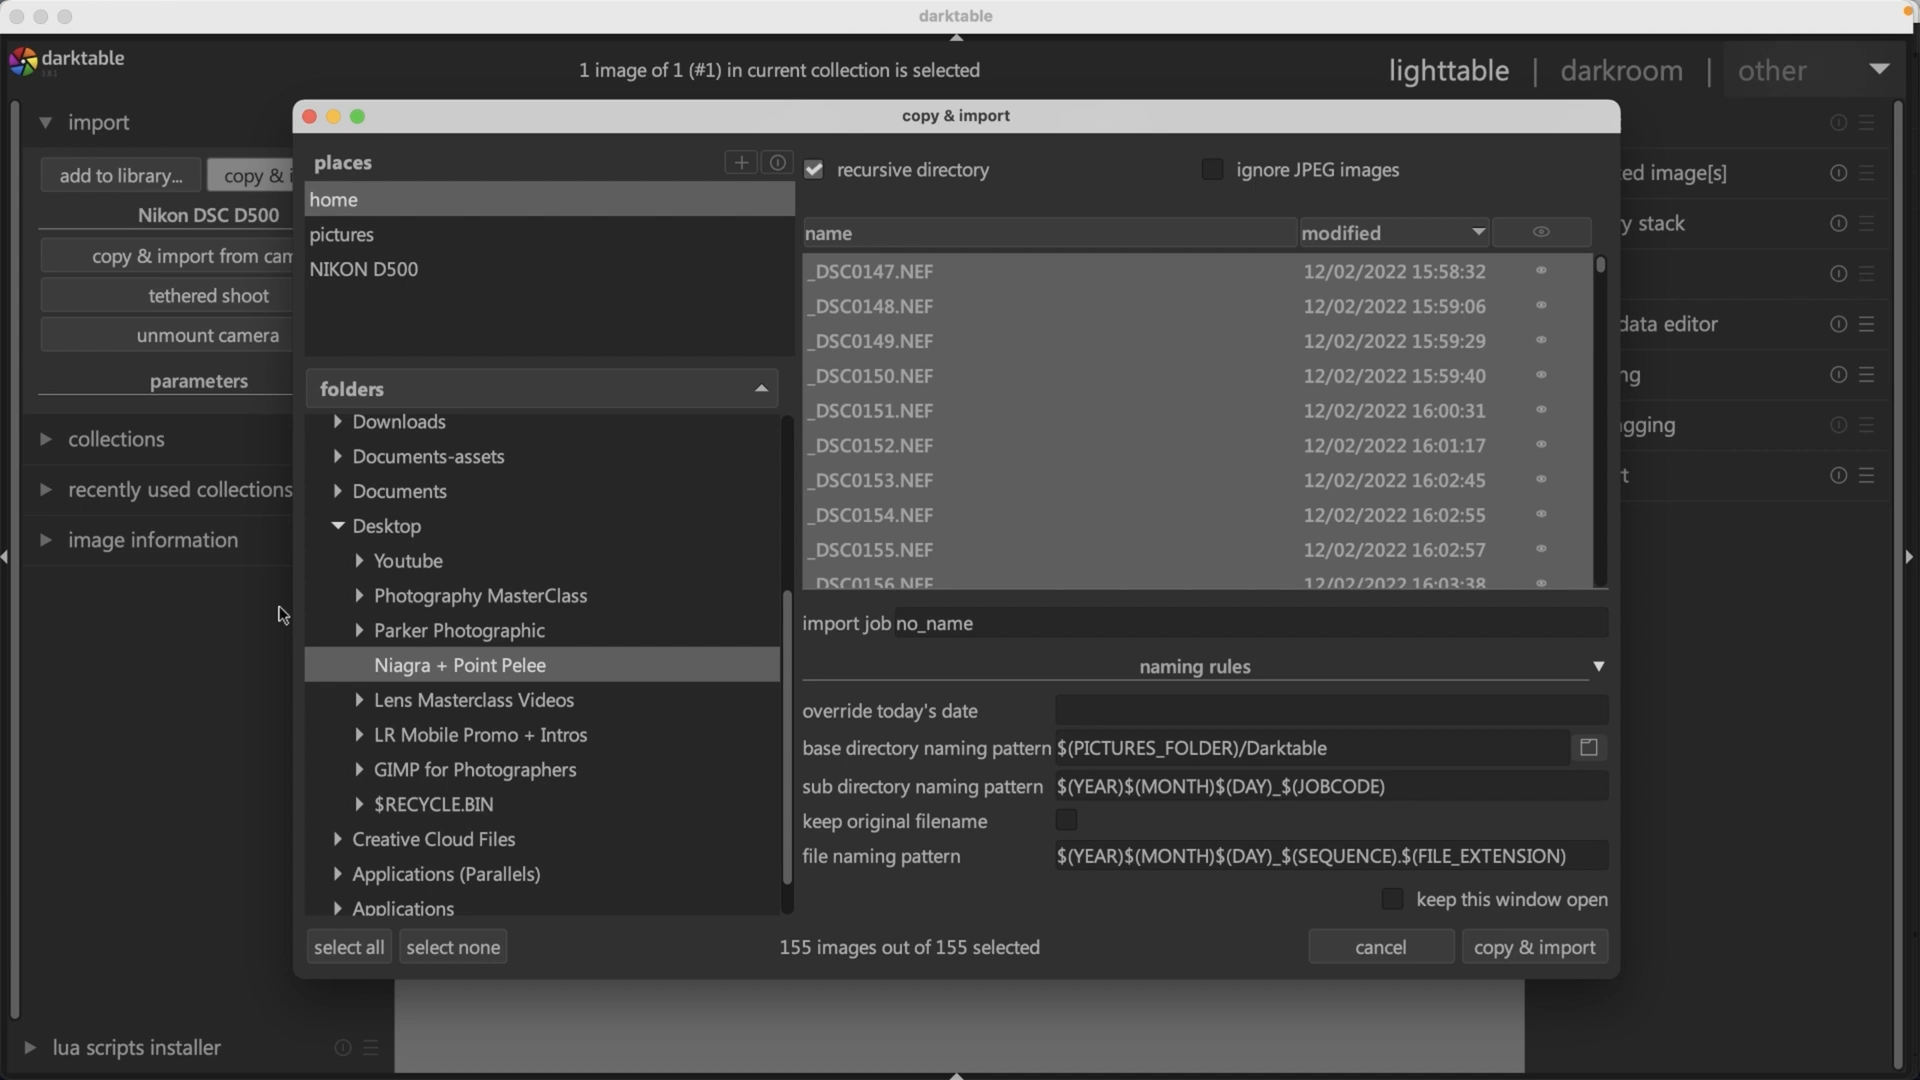 darktable
darktable
1 image of 1 (#1) in current collection is selected
lighttable | darkroom | other
import
add to library...
copy & i
Nikon DSC D500
copy & import from cam
tethered shoot
unmount camera
parameters
collections
recently used collections
image information
lua scripts installer
copy & import
places
home
pictures
NIKON D500
folders
Downloads
Documents-assets
Documents
Desktop
Youtube
Photography MasterClass
Parker Photographic
Niagra + Point Pelee
Lens Masterclass Videos
LR Mobile Promo + Intros
GIMP for Photographers
$RECYCLE.BIN
Creative Cloud Files
Applications (Parallels)
Applications
select all
select none
recursive directory
ignore JPEG images
name modified
_DSC0147.NEF 12/02/2022 15:58:32
_DSC0148.NEF 12/02/2022 15:59:06
_DSC0149.NEF 12/02/2022 15:59:29
_DSC0150.NEF 12/02/2022 15:59:40
_DSC0151.NEF 12/02/2022 16:00:31
_DSC0152.NEF 12/02/2022 16:01:17
_DSC0153.NEF 12/02/2022 16:02:45
_DSC0154.NEF 12/02/2022 16:02:55
_DSC0155.NEF 12/02/2022 16:02:57
_DSC0156.NEF 12/02/2022 16:03:38
import job no_name
naming rules
override today's date
base directory naming pattern $(PICTURES_FOLDER)/Darktable
sub directory naming pattern $(YEAR)$(MONTH)$(DAY)_$(JOBCODE)
keep original filename
file naming pattern $(YEAR)$(MONTH)$(DAY)_$(SEQUENCE).$(FILE_EXTENSION)
keep this window open
155 images out of 155 selected
cancel
copy & import
ed image[s]
y stack
data editor
ng
gging
t